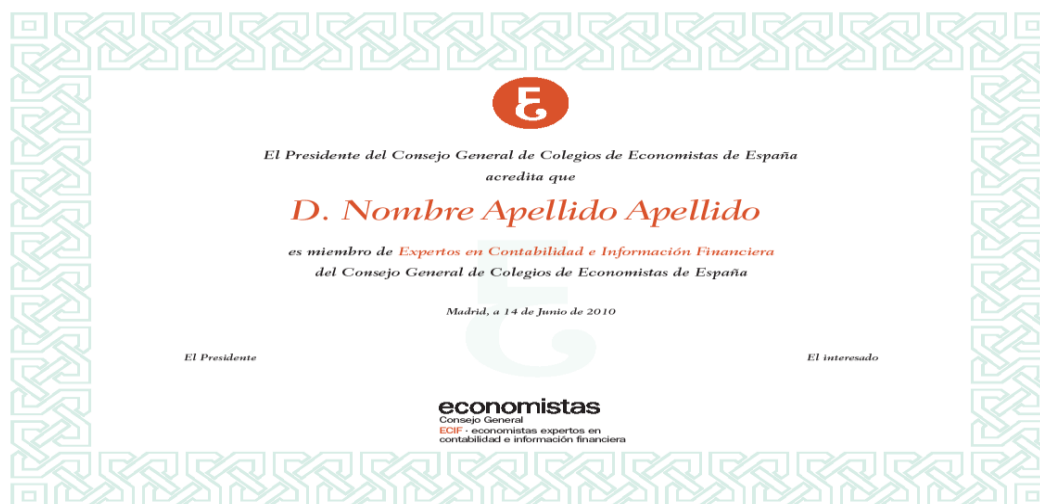 El Presidente del Consejo General de Colegios de Economistas de España
acredita que
D. Nombre Apellido Apellido
es miembro de Expertos en Contabilidad e Información Financiera
del Consejo General de Colegios de Economistas de España
Madrid, a 14 de Junio de 2010
El Presidente
El interesado
economistas
Consejo General
ECIF · economistas expertos en
contabilidad e información financiera